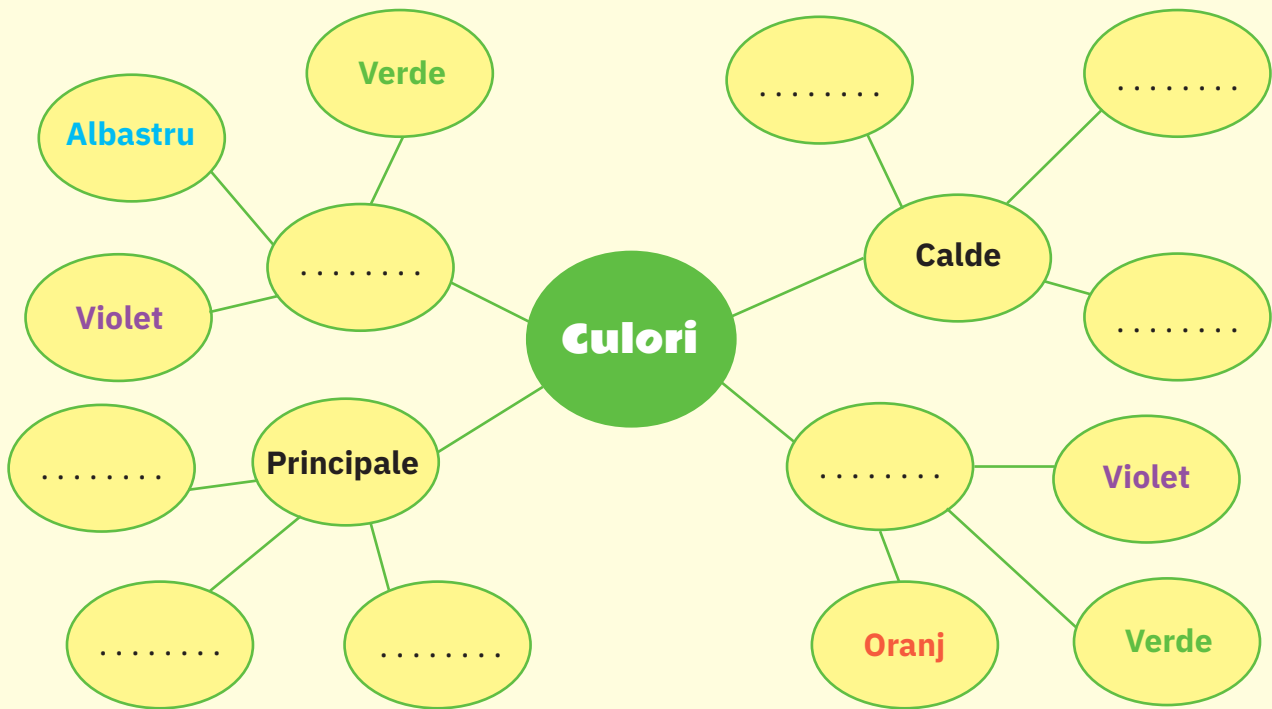 Verde
Albastru
. . . . . . . .
Violet
. . . . . . . .
. . . . . . . .
Calde
. . . . . . . .
Culori
Principale
. . . . . . . .
. . . . . . . .
. . . . . . . .
. . . . . . . .
Violet
Oranj
Verde